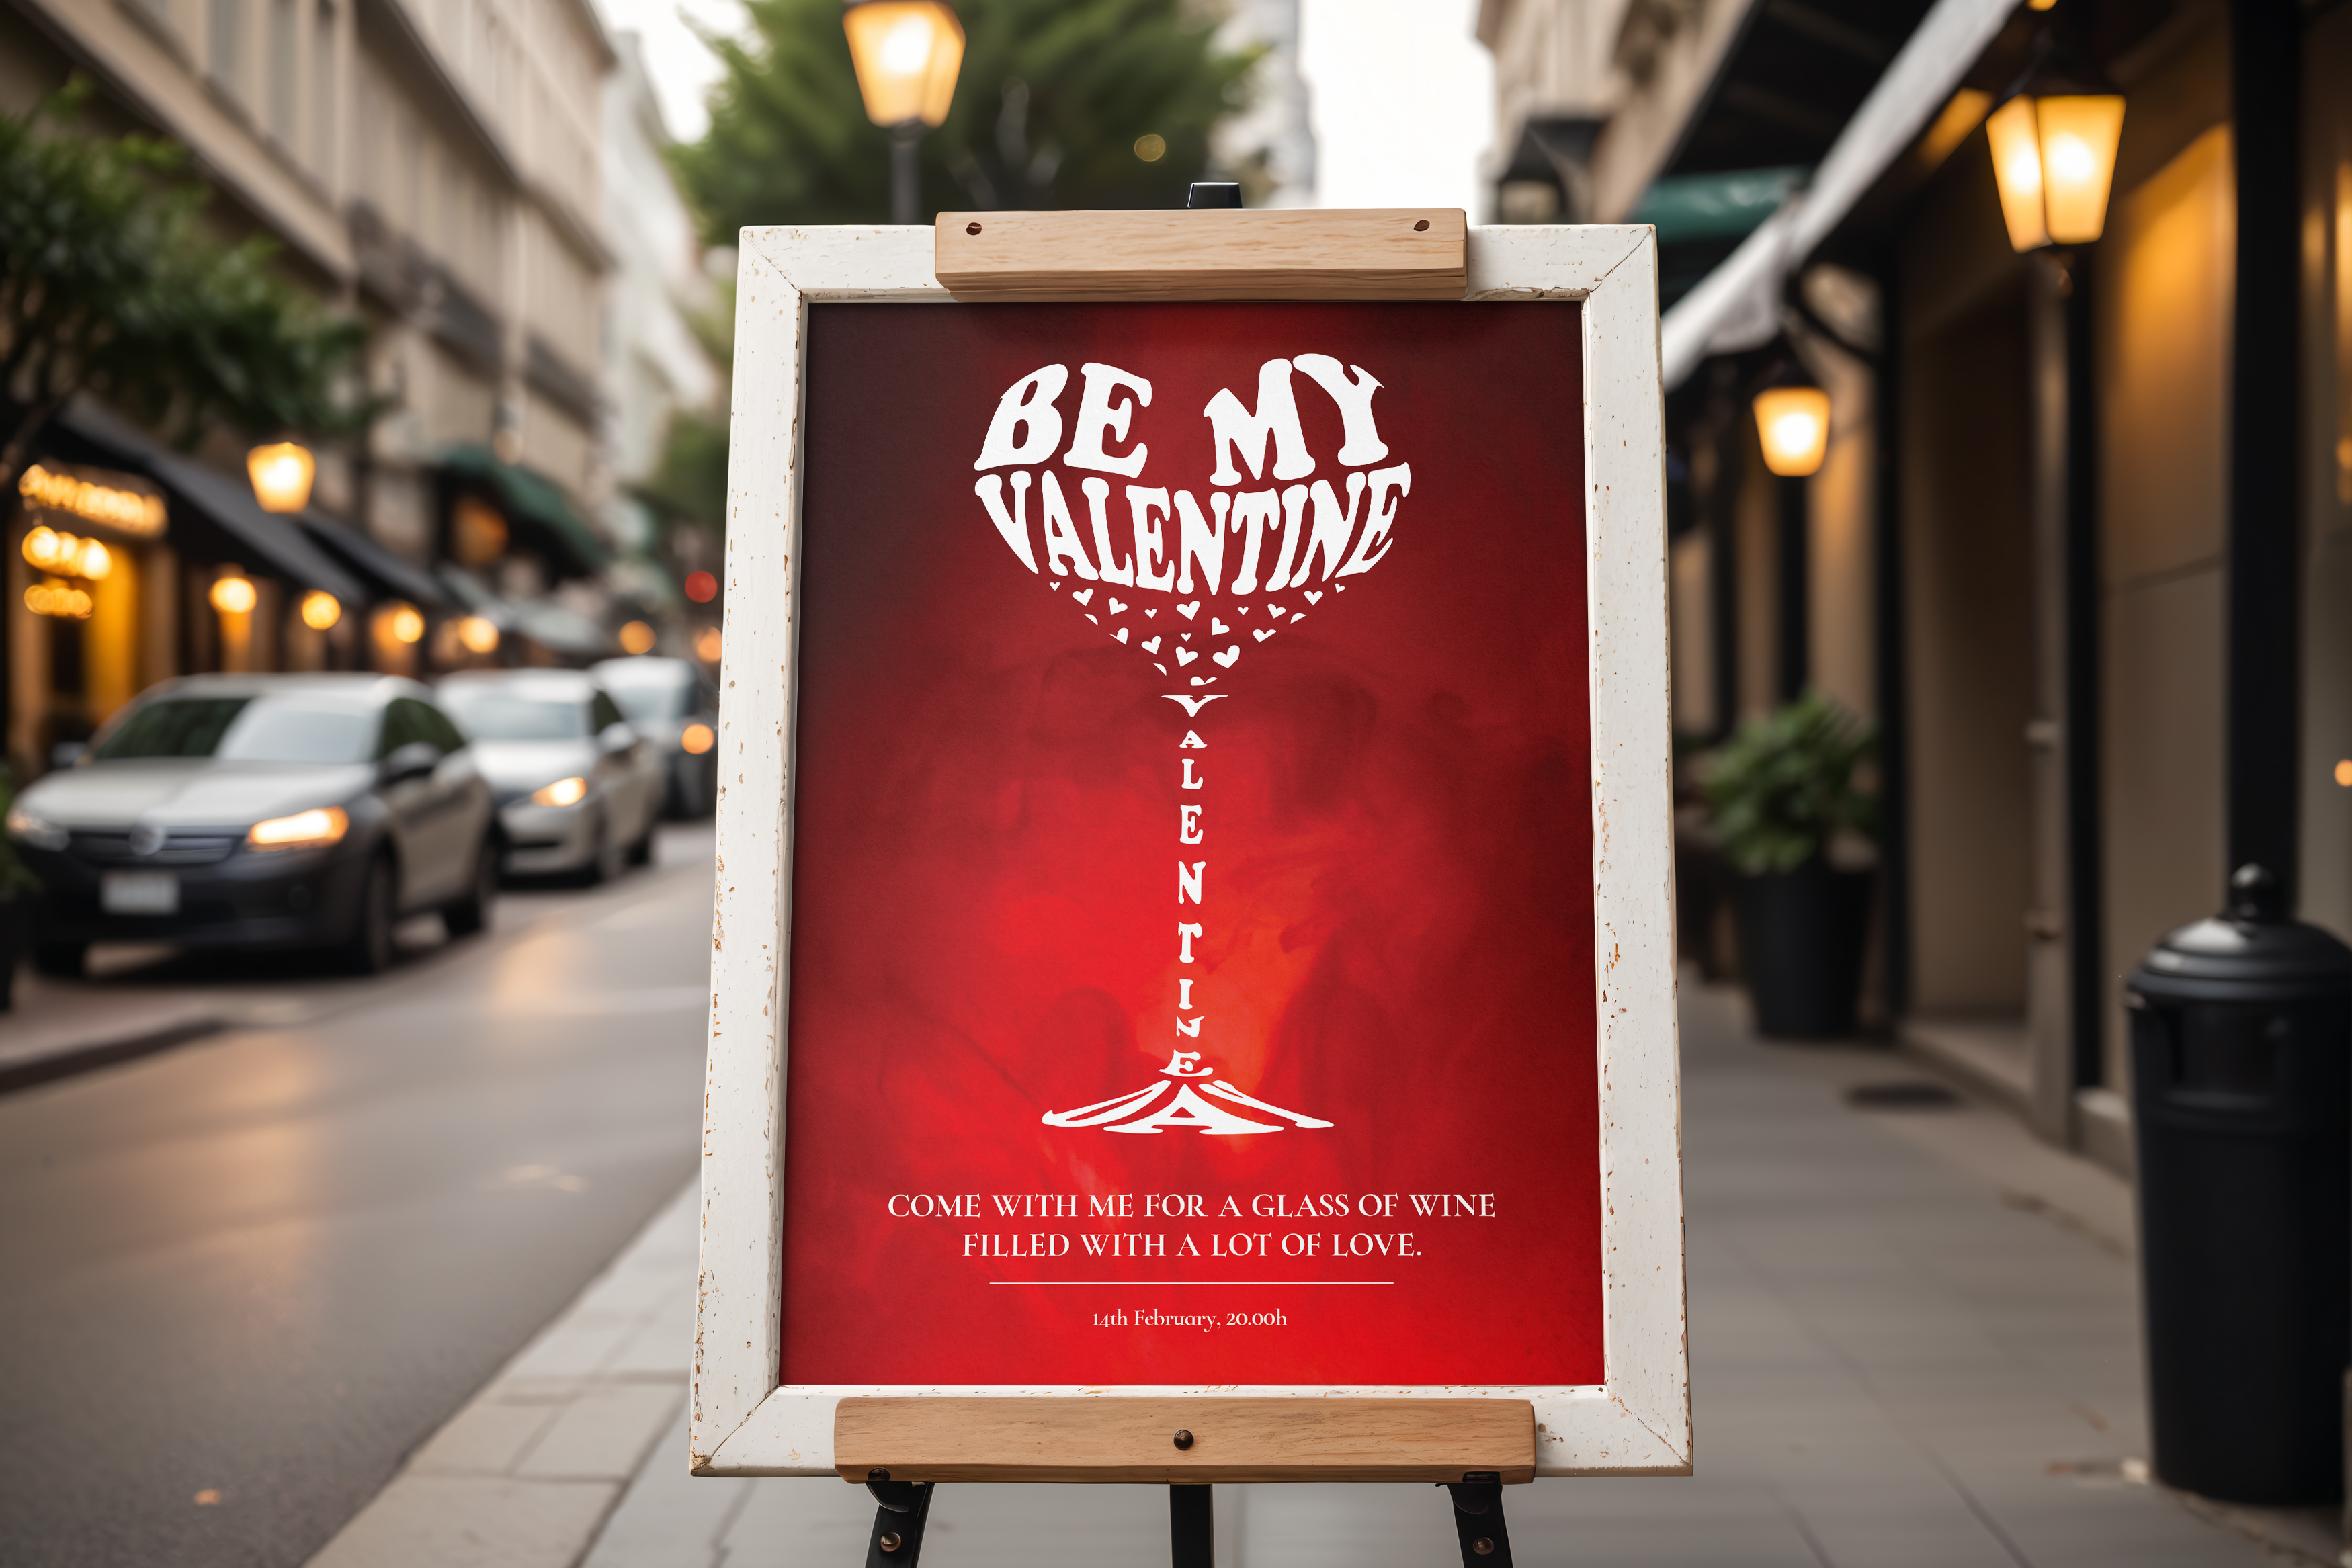 BE MY
VALENTINE
V
A
L
E
N
T
I
N
E
COME WITH ME FOR A GLASS OF WINE
FILLED WITH A LOT OF LOVE.
14th February, 20.00h